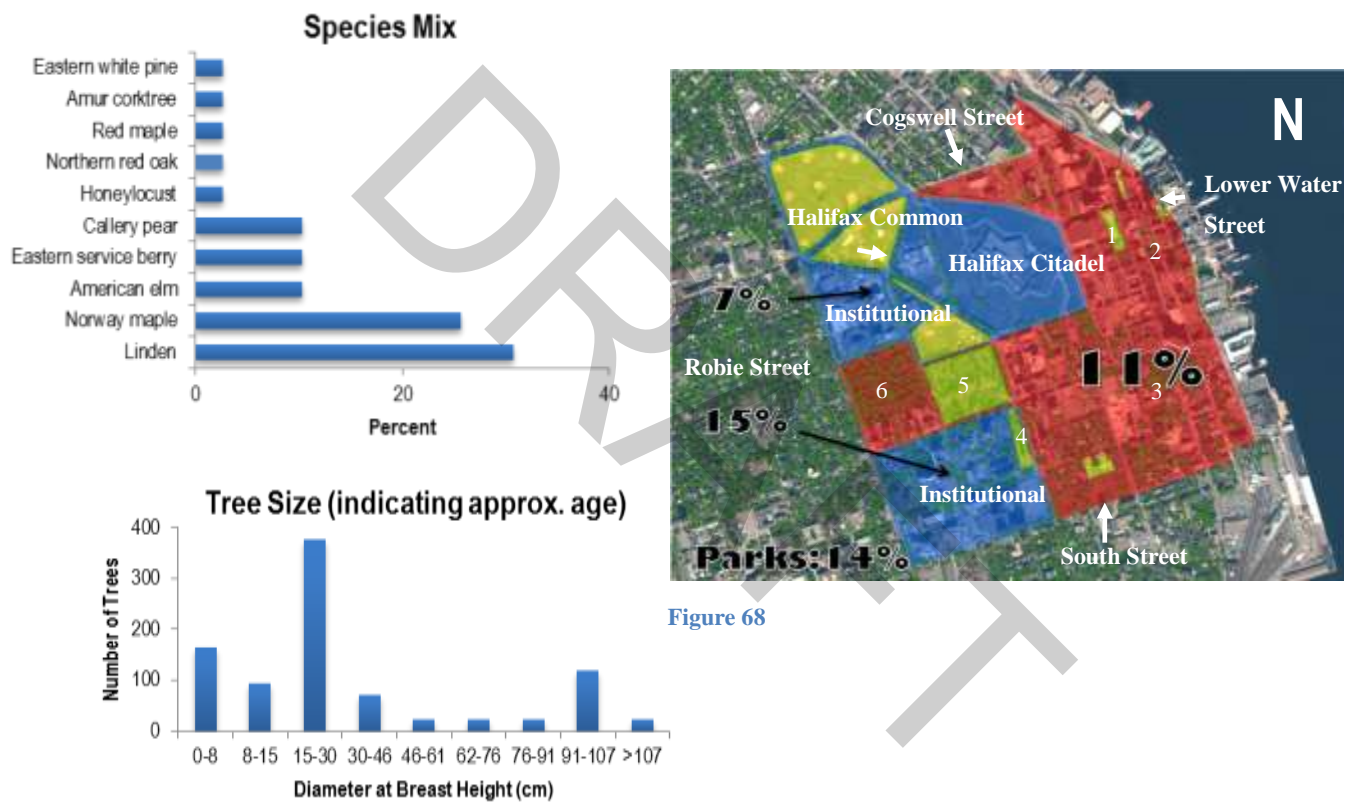 Species Mix
Eastern white pine
Amur corktree
Red maple
Northern red oak
Honeylocust
Callery pear
Eastern service berry
American elm
Norway maple
Linden
0 20 40
Percent
Tree Size (indicating approx. age)
Number of Trees
400
300
200
100
0
0-8 8-15 15-30 30-46 46-61 62-76 76-91 91-107 >107
Diameter at Breast Height (cm)
N
Cogswell Street
Lower Water
Street
Halifax Common
1
2
Halifax Citadel
7%
Institutional
Robie Street
11%
3
6
5
15%
4
Institutional
Parks:14%
South Street
Figure 68
DRAFT